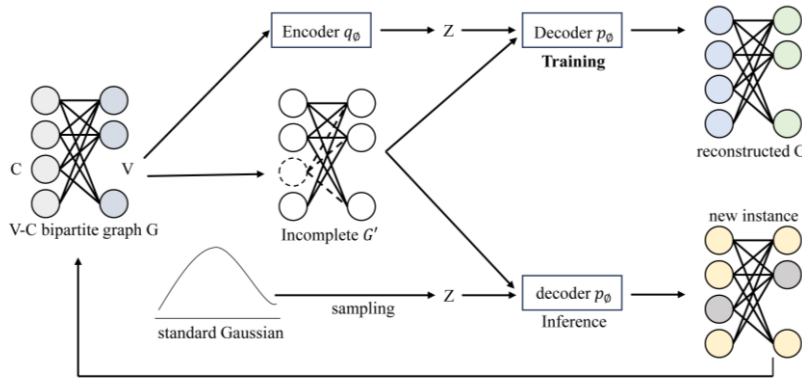 Encoder q∅
Z
Decoder p∅
Training
reconstructed G
C
V
V-C bipartite graph G
Incomplete G′
new instance
standard Gaussian
sampling
Z
decoder p∅
Inference